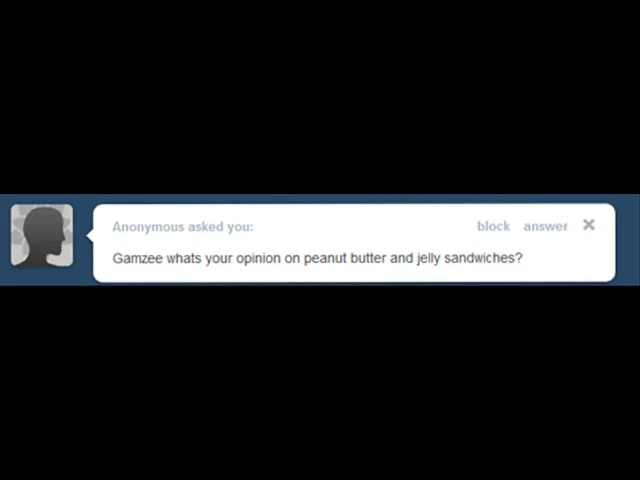 Anonymous asked you: block answer ✖
Gamzee whats your opinion on peanut butter and jelly sandwiches?